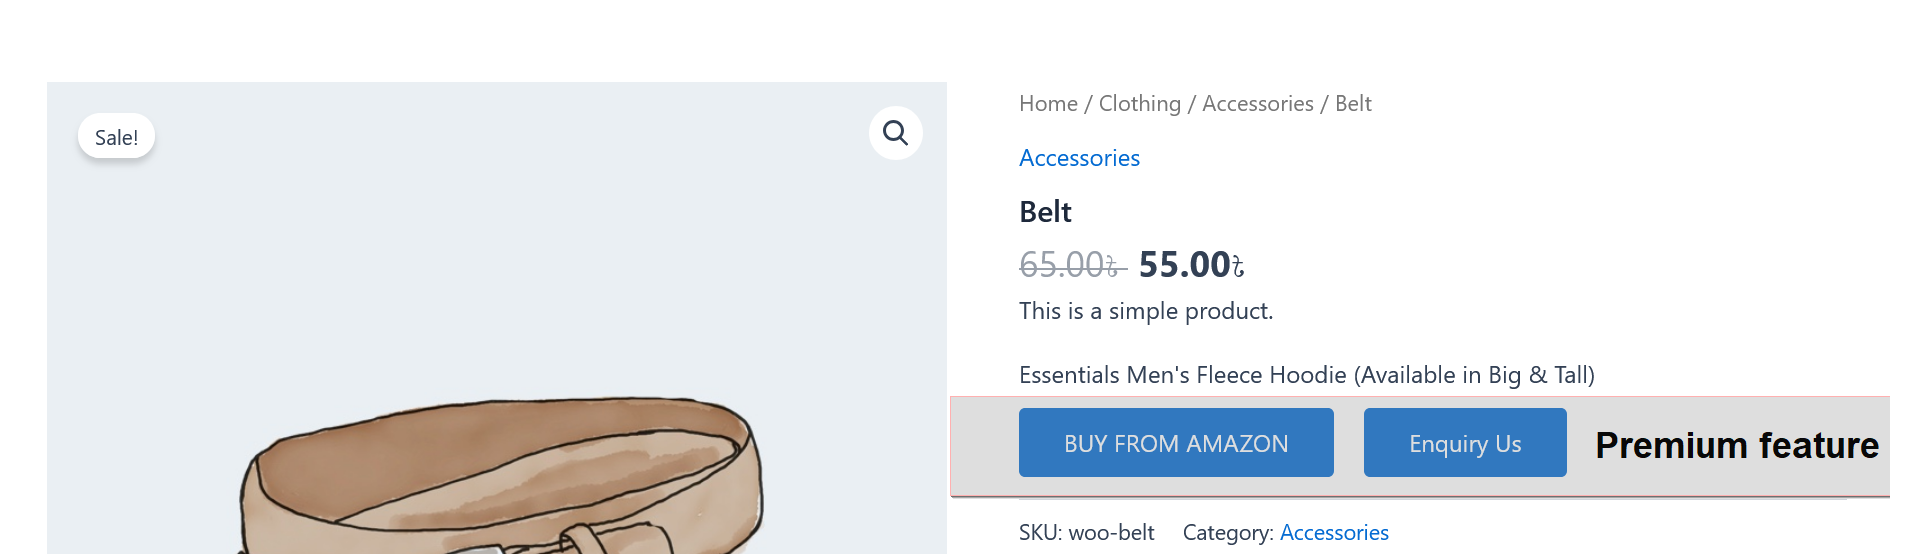 Sale!
Home / Clothing / Accessories / Belt
Accessories
Belt
65.00৳ 55.00৳
This is a simple product.
Essentials Men's Fleece Hoodie (Available in Big & Tall)
BUY FROM AMAZON
Enquiry Us
Premium feature
SKU: woo-belt Category: Accessories